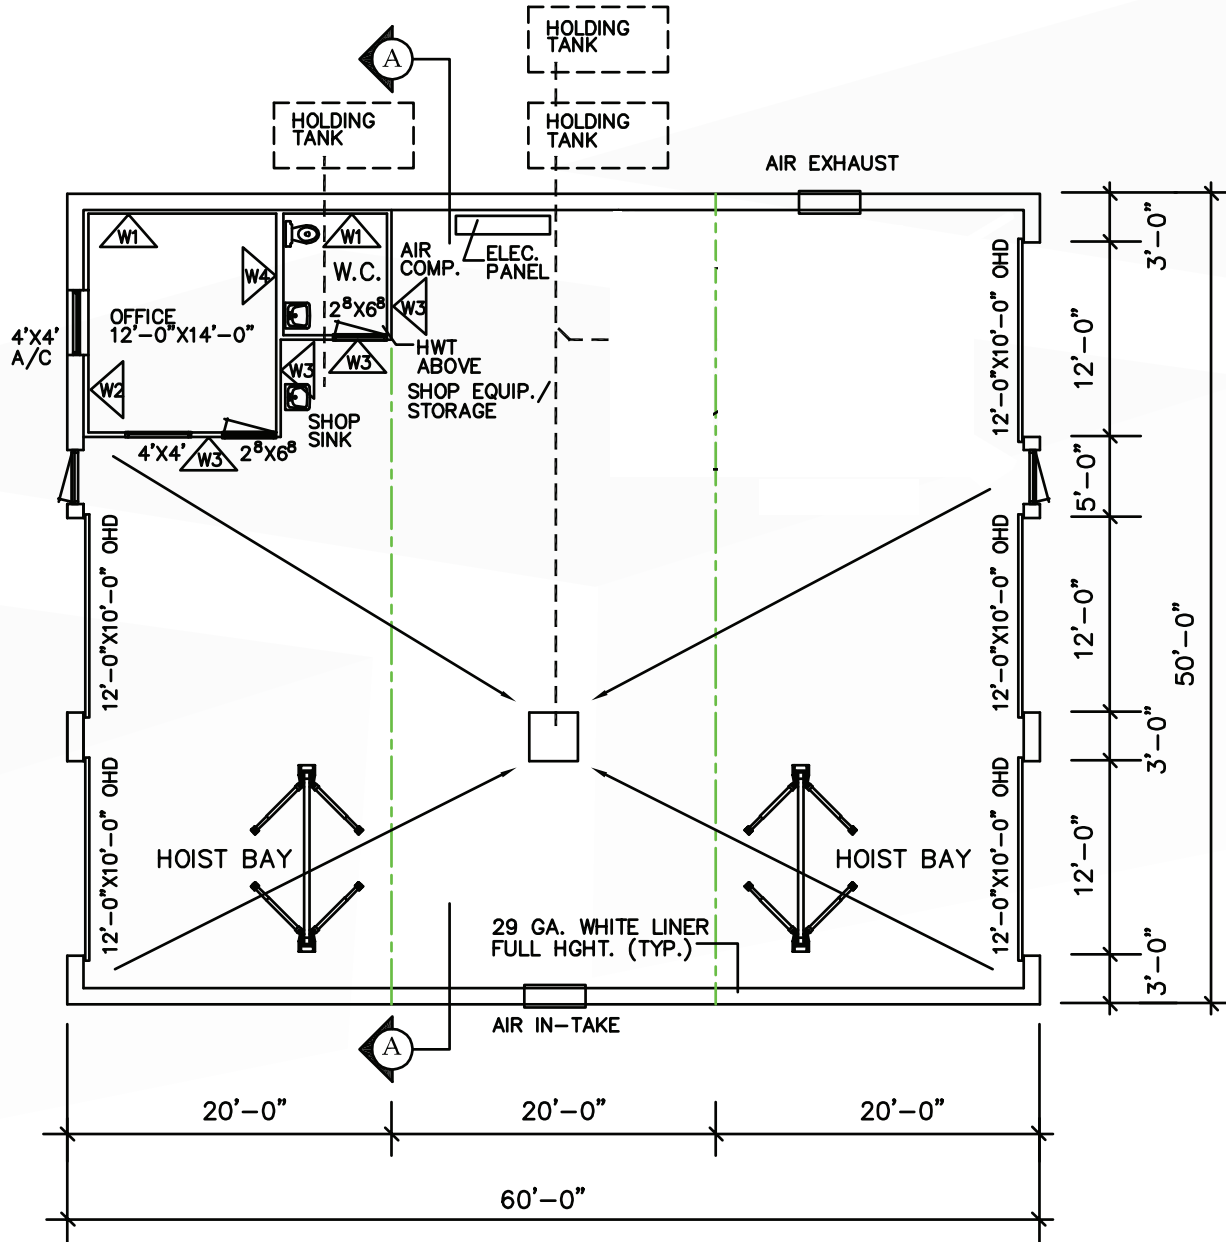 HOLDING
TANK
A
HOLDING
TANK
HOLDING
TANK
AIR EXHAUST
W1
W1
W4
W.C.
AIR
COMP.
ELEC.
PANEL
2⁸X6⁸
W3
OFFICE
12'-0"X14'-0"
4'X4'
A/C
HWT
ABOVE
W3
W3
W2
SHOP EQUIP./
STORAGE
SHOP
SINK
4'X4'
W3
2⁸X6⁸
12'-0"X10'-0" OHD
12'-0"X10'-0" OHD
12'-0"X10'-0" OHD
12'-0"X10'-0" OHD
12'-0"X10'-0" OHD
3'-0"
12'-0"
5'-0"
12'-0"
3'-0"
12'-0"
3'-0"
50'-0"
HOIST BAY
HOIST BAY
29 GA. WHITE LINER
FULL HGHT. (TYP.)
AIR IN-TAKE
A
20'-0"
20'-0"
20'-0"
60'-0"